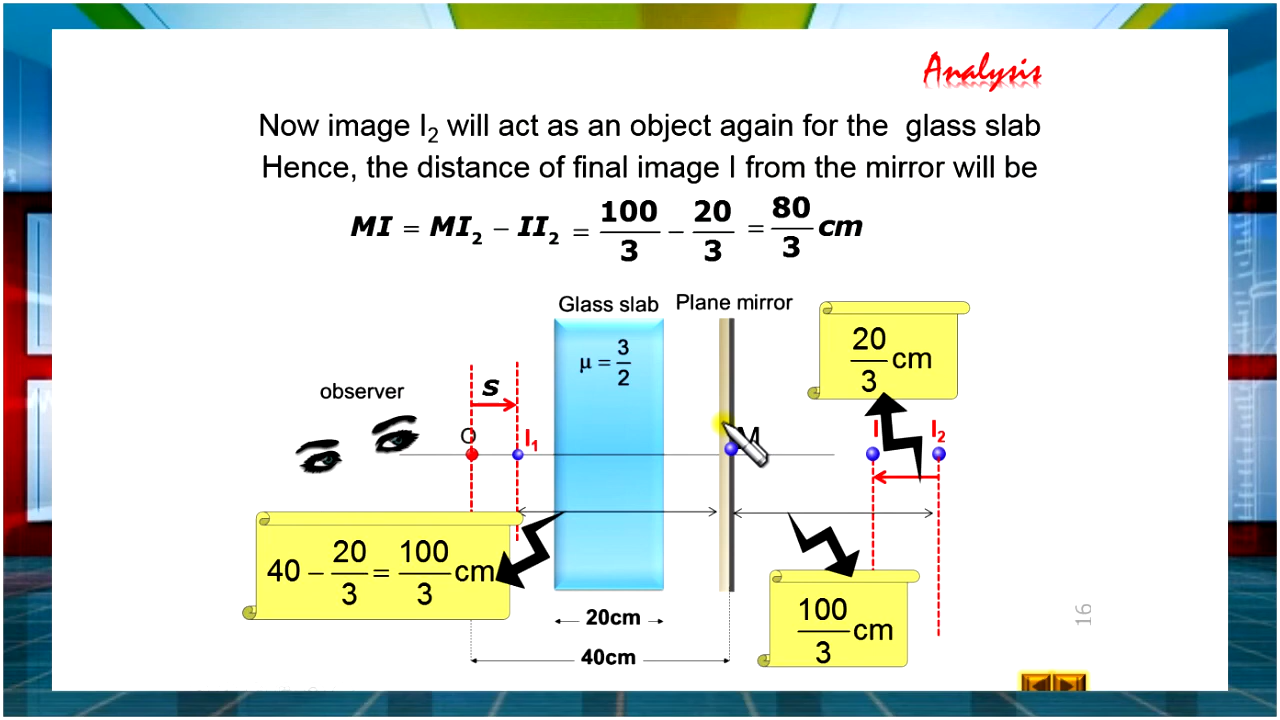 Analysis
Now image I₂ will act as an object again for the glass slab
Hence, the distance of final image I from the mirror will be
MI = MI₂ − II₂ = 100/3 − 20/3 = 80/3 cm
Glass slab
Plane mirror
μ = 3/2
20/3 cm
observer
S
O
I₁
M
I
I₂
40 − 20/3 = 100/3 cm
100/3 cm
20cm
40cm
16